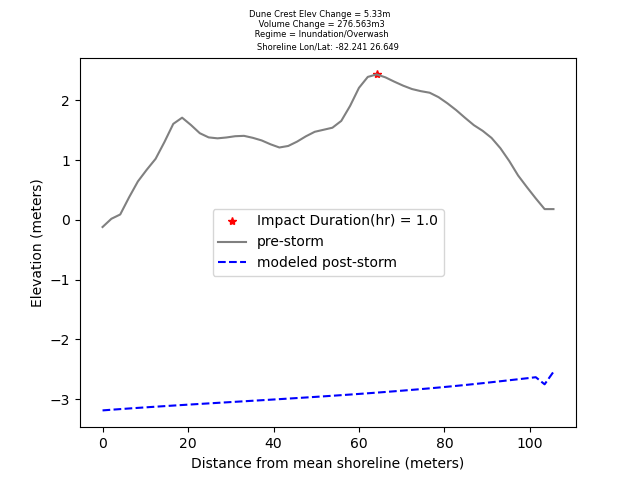 Dune Crest Elev Change = 5.33m
Volume Change = 276.563m3
Regime = Inundation/Overwash
Shoreline Lon/Lat: -82.241 26.649
2
1
0
−1
−2
−3
Elevation (meters)
Impact Duration(hr) = 1.0
pre-storm
modeled post-storm
0 20 40 60 80 100
Distance from mean shoreline (meters)